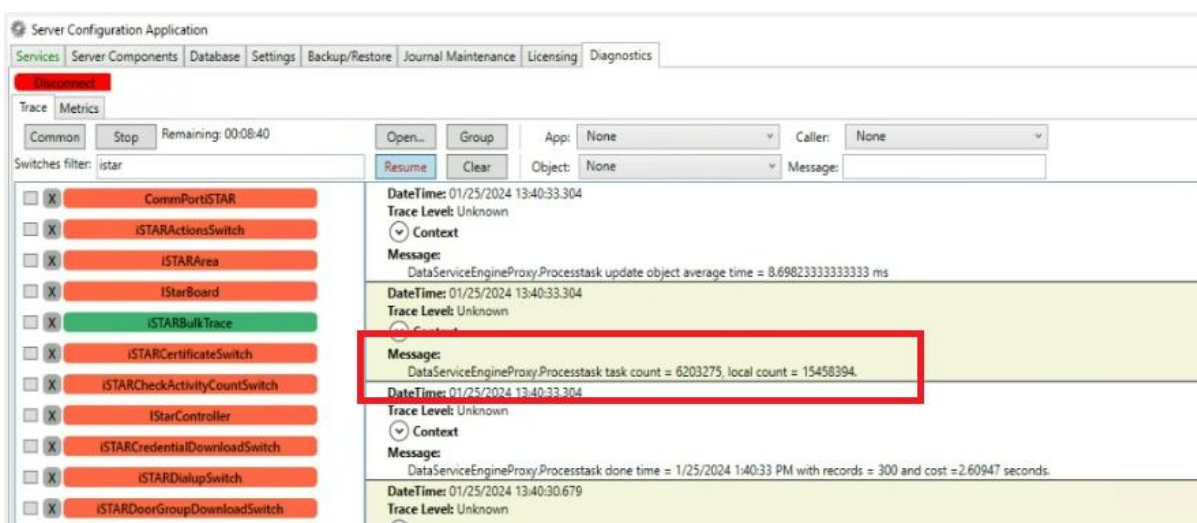 Server Configuration Application
Services Server Components Database Settings Backup/Restore Journal Maintenance Licensing Diagnostics
Disconnect
Trace Metrics
Common Stop Remaining: 00:08:40 Open... Group App: None Caller: None
Switches filter: istar Resume Clear Object: None Message:
X CommPortiSTAR
X iSTARActionsSwitch
X iSTARArea
X IStarBoard
X iSTARBulkTrace
X iSTARCertificateSwitch
X iSTARCheckActivityCountSwitch
X IStarController
X iSTARCredentialDownloadSwitch
X iSTARDialupSwitch
X iSTARDoorGroupDownloadSwitch
DateTime: 01/25/2024 13:40:33.304
Trace Level: Unknown
Context
Message:
DataServiceEngineProxy.Processtask update object average time = 8.69823333333333 ms
DateTime: 01/25/2024 13:40:33.304
Trace Level: Unknown
Context
Message:
DataServiceEngineProxy.Processtask task count = 6203275, local count = 15458394.
DateTime: 01/25/2024 13:40:33.304
Trace Level: Unknown
Context
Message:
DataServiceEngineProxy.Processtask done time = 1/25/2024 1:40:33 PM with records = 300 and cost =2.60947 seconds.
DateTime: 01/25/2024 13:40:30.679
Trace Level: Unknown